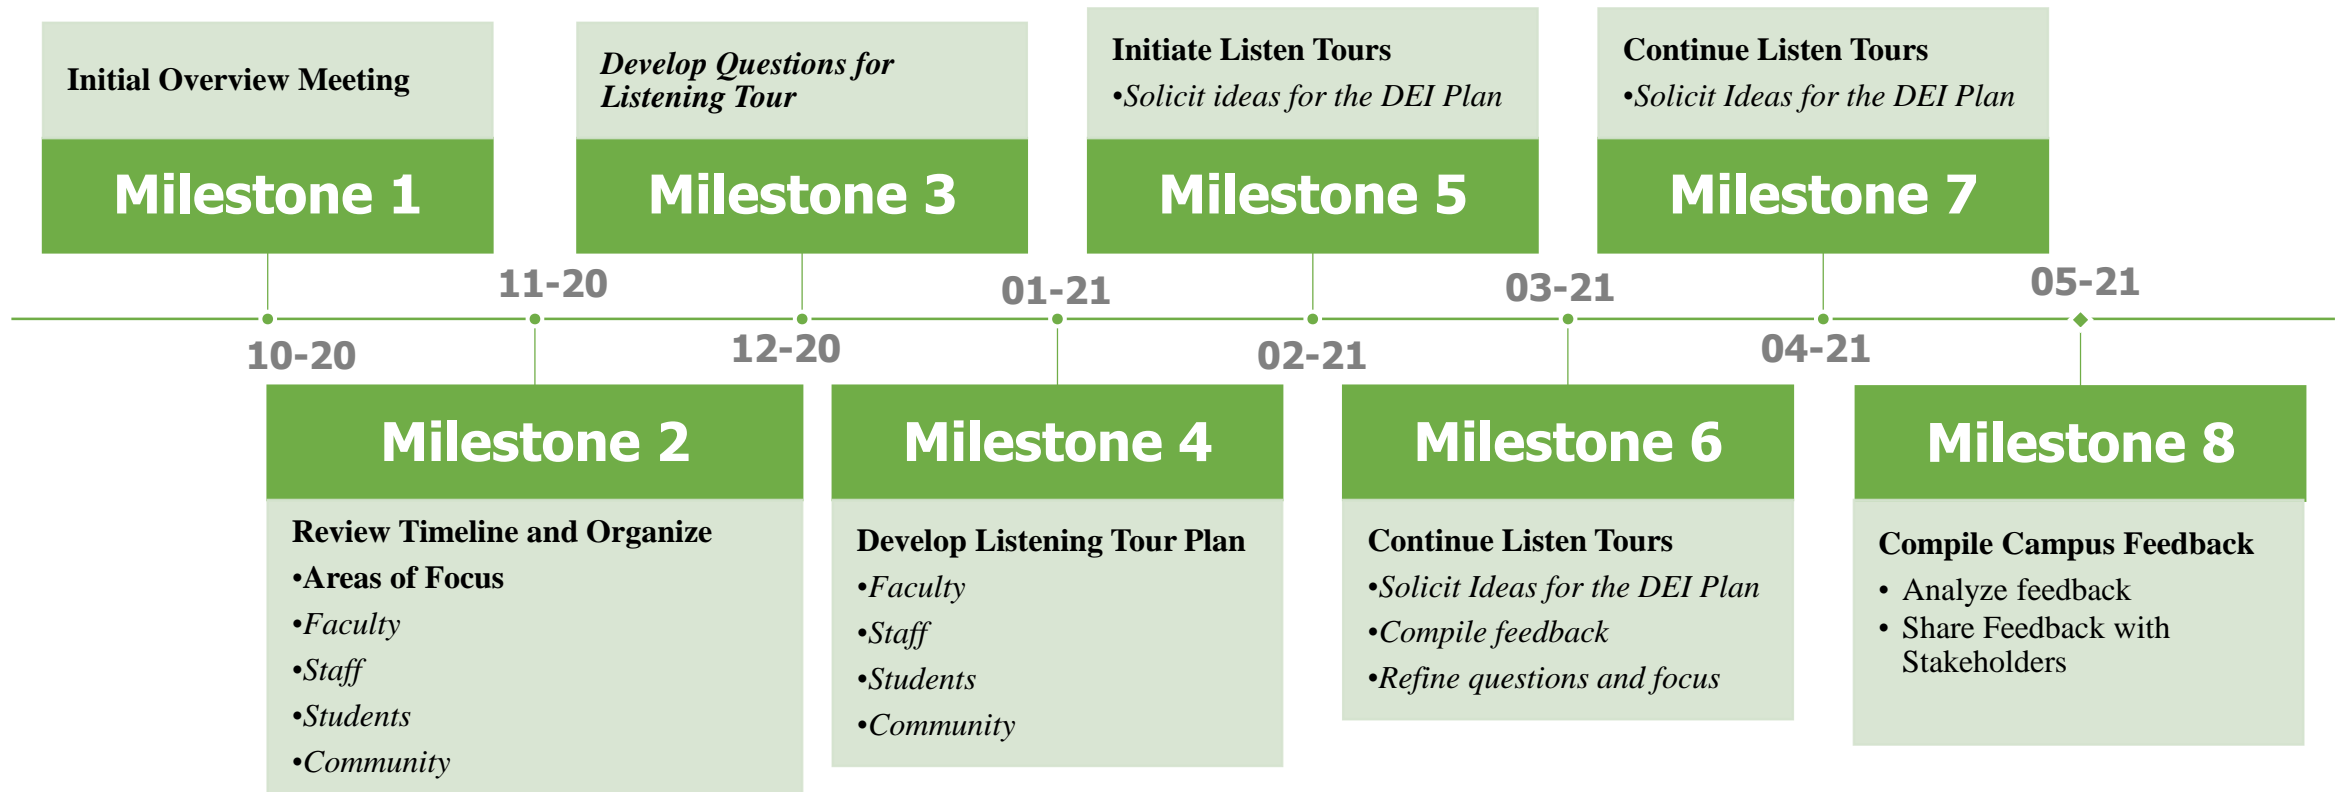 Initial Overview Meeting
Milestone 1
10-20
11-20
Milestone 2
Review Timeline and Organize
•Areas of Focus
•Faculty
•Staff
•Students
•Community
Develop Questions for
Listening Tour
Milestone 3
12-20
01-21
Milestone 4
Develop Listening Tour Plan
•Faculty
•Staff
•Students
•Community
Initiate Listen Tours
•Solicit ideas for the DEI Plan
Milestone 5
02-21
03-21
Milestone 6
Continue Listen Tours
•Solicit Ideas for the DEI Plan
•Compile feedback
•Refine questions and focus
Continue Listen Tours
•Solicit Ideas for the DEI Plan
Milestone 7
04-21
05-21
Milestone 8
Compile Campus Feedback
• Analyze feedback
• Share Feedback with
Stakeholders